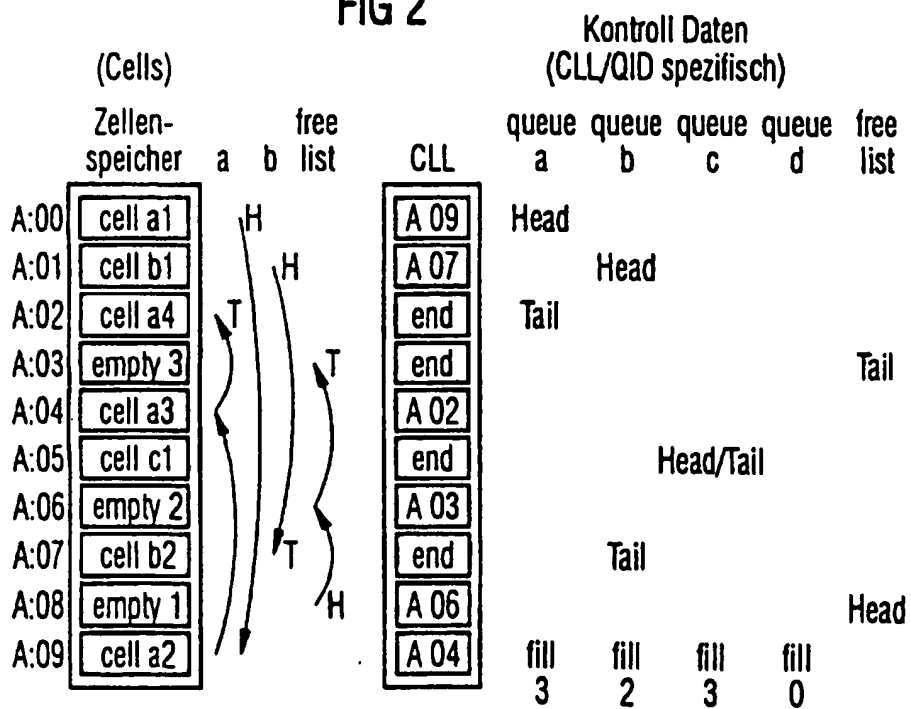 FIG 2
Kontroll Daten
(CLL/QID spezifisch)
(Cells)
Zellen-
speicher a b free list CLL queue a queue b queue c queue d free list
A:00 cell a1 H A 09 Head
A:01 cell b1 H A 07 Head
A:02 cell a4 T end Tail
A:03 empty 3 T end Tail
A:04 cell a3 A 02
A:05 cell c1 end Head/Tail
A:06 empty 2 A 03
A:07 cell b2 T end Tail
A:08 empty 1 H A 06 Head
A:09 cell a2 A 04 fill fill fill fill
3 2 3 0